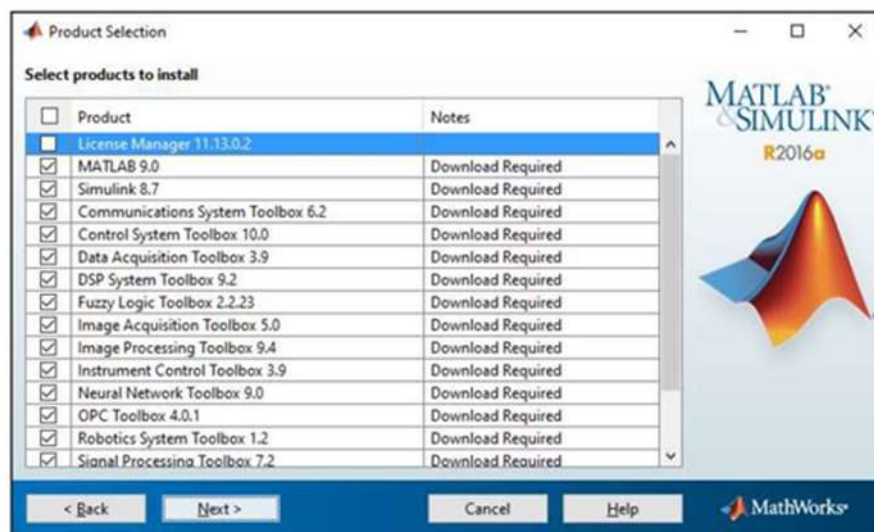 Product Selection
Select products to install
Product Notes
License Manager 11.13.0.2
MATLAB 9.0 Download Required
Simulink 8.7 Download Required
Communications System Toolbox 6.2 Download Required
Control System Toolbox 10.0 Download Required
Data Acquisition Toolbox 3.9 Download Required
DSP System Toolbox 9.2 Download Required
Fuzzy Logic Toolbox 2.2.23 Download Required
Image Acquisition Toolbox 5.0 Download Required
Image Processing Toolbox 9.4 Download Required
Instrument Control Toolbox 3.9 Download Required
Neural Network Toolbox 9.0 Download Required
OPC Toolbox 4.0.1 Download Required
Robotics System Toolbox 1.2 Download Required
Signal Processing Toolbox 7.2 Download Required
MATLAB®
&SIMULINK®
R2016a
< Back Next > Cancel Help MathWorks®